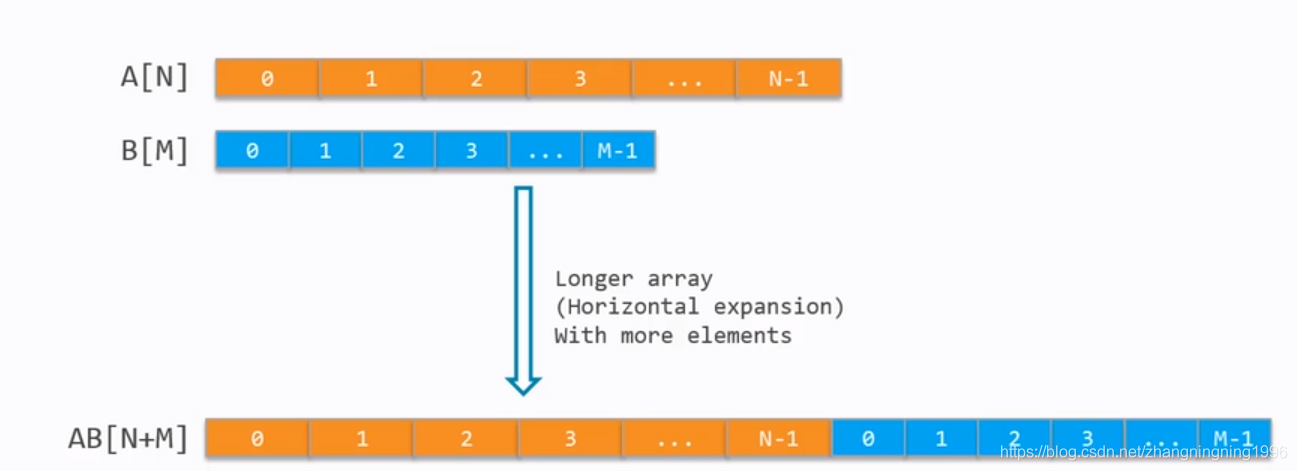 A[N] 0 1 2 3 ... N-1
B[M] 0 1 2 3 ... M-1
Longer array
(Horizontal expansion)
With more elements
AB[N+M] 0 1 2 3 ... N-1 0 1 2 3 ... M-1
https://blog.csdn.net/zhangningning1996